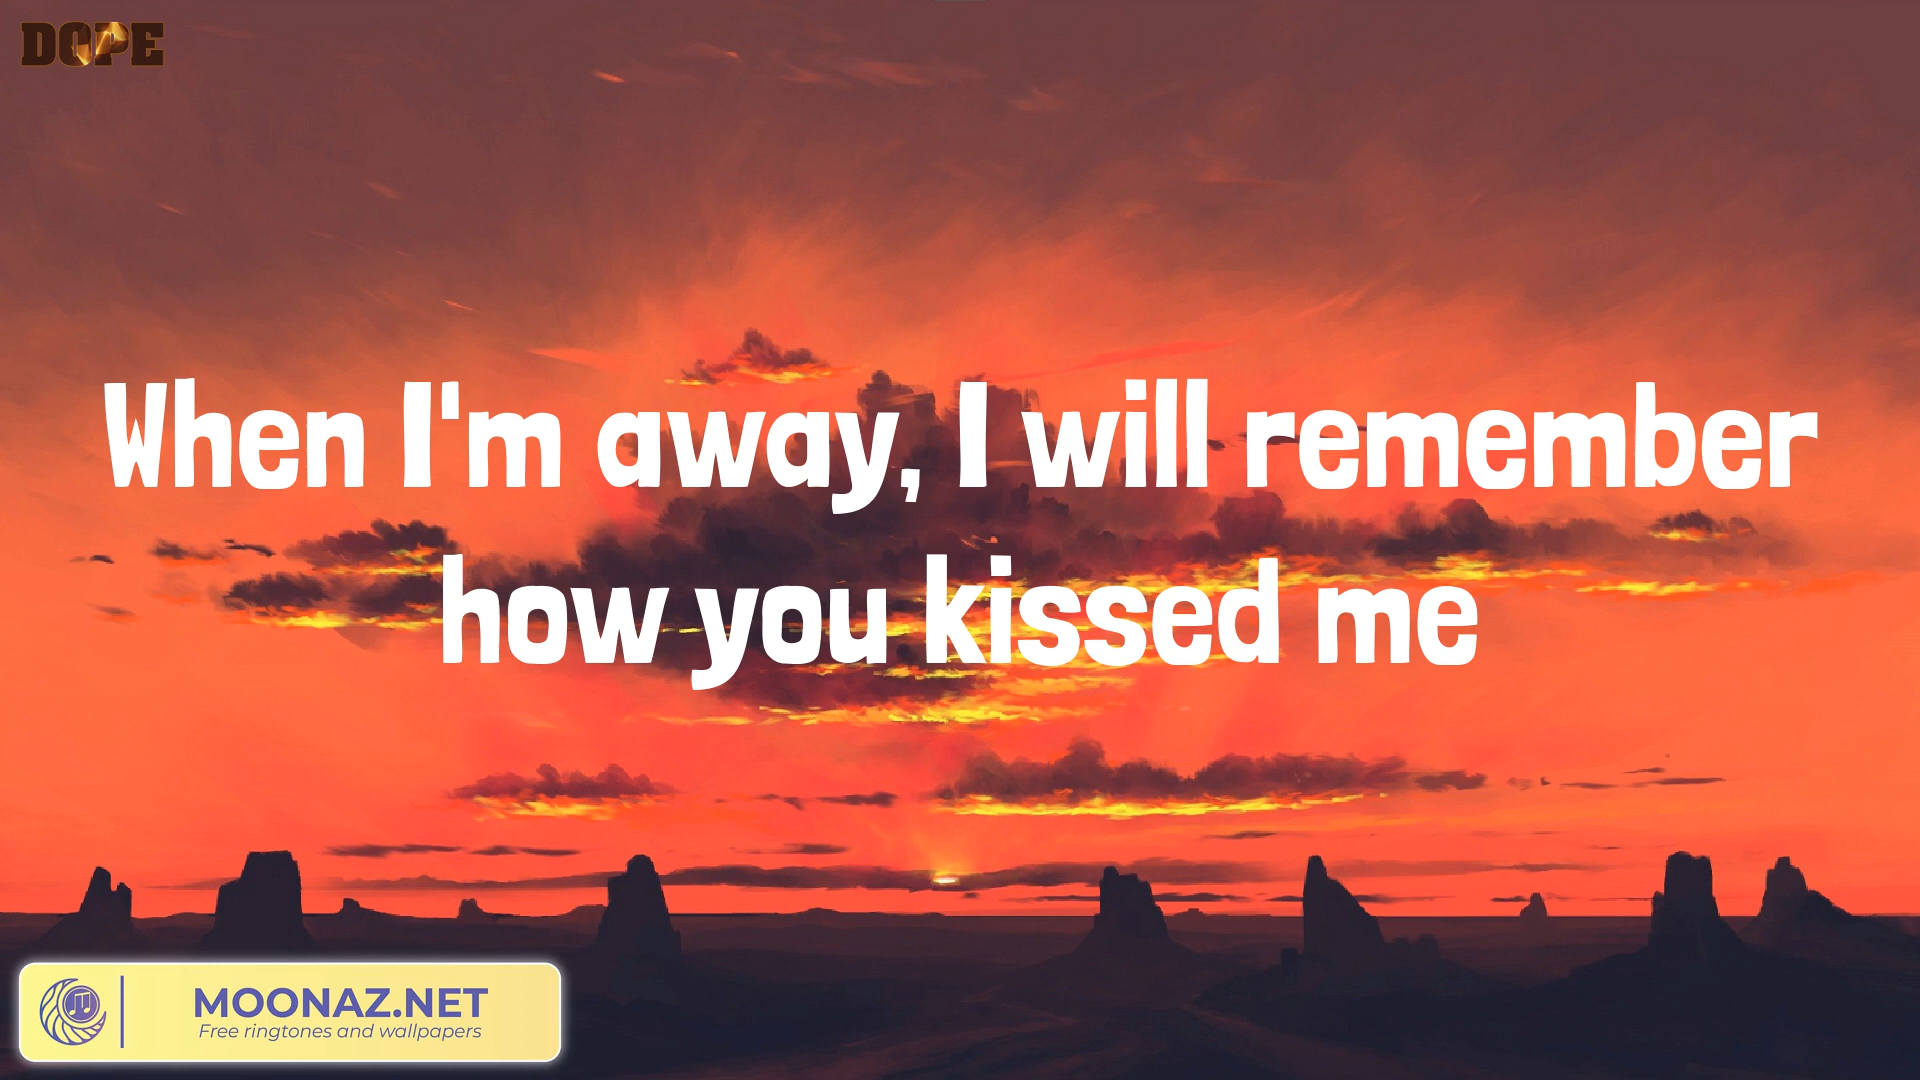 DOPE
When I'm away, I will remember
how you kissed me
MOONAZ.NET
Free ringtones and wallpapers